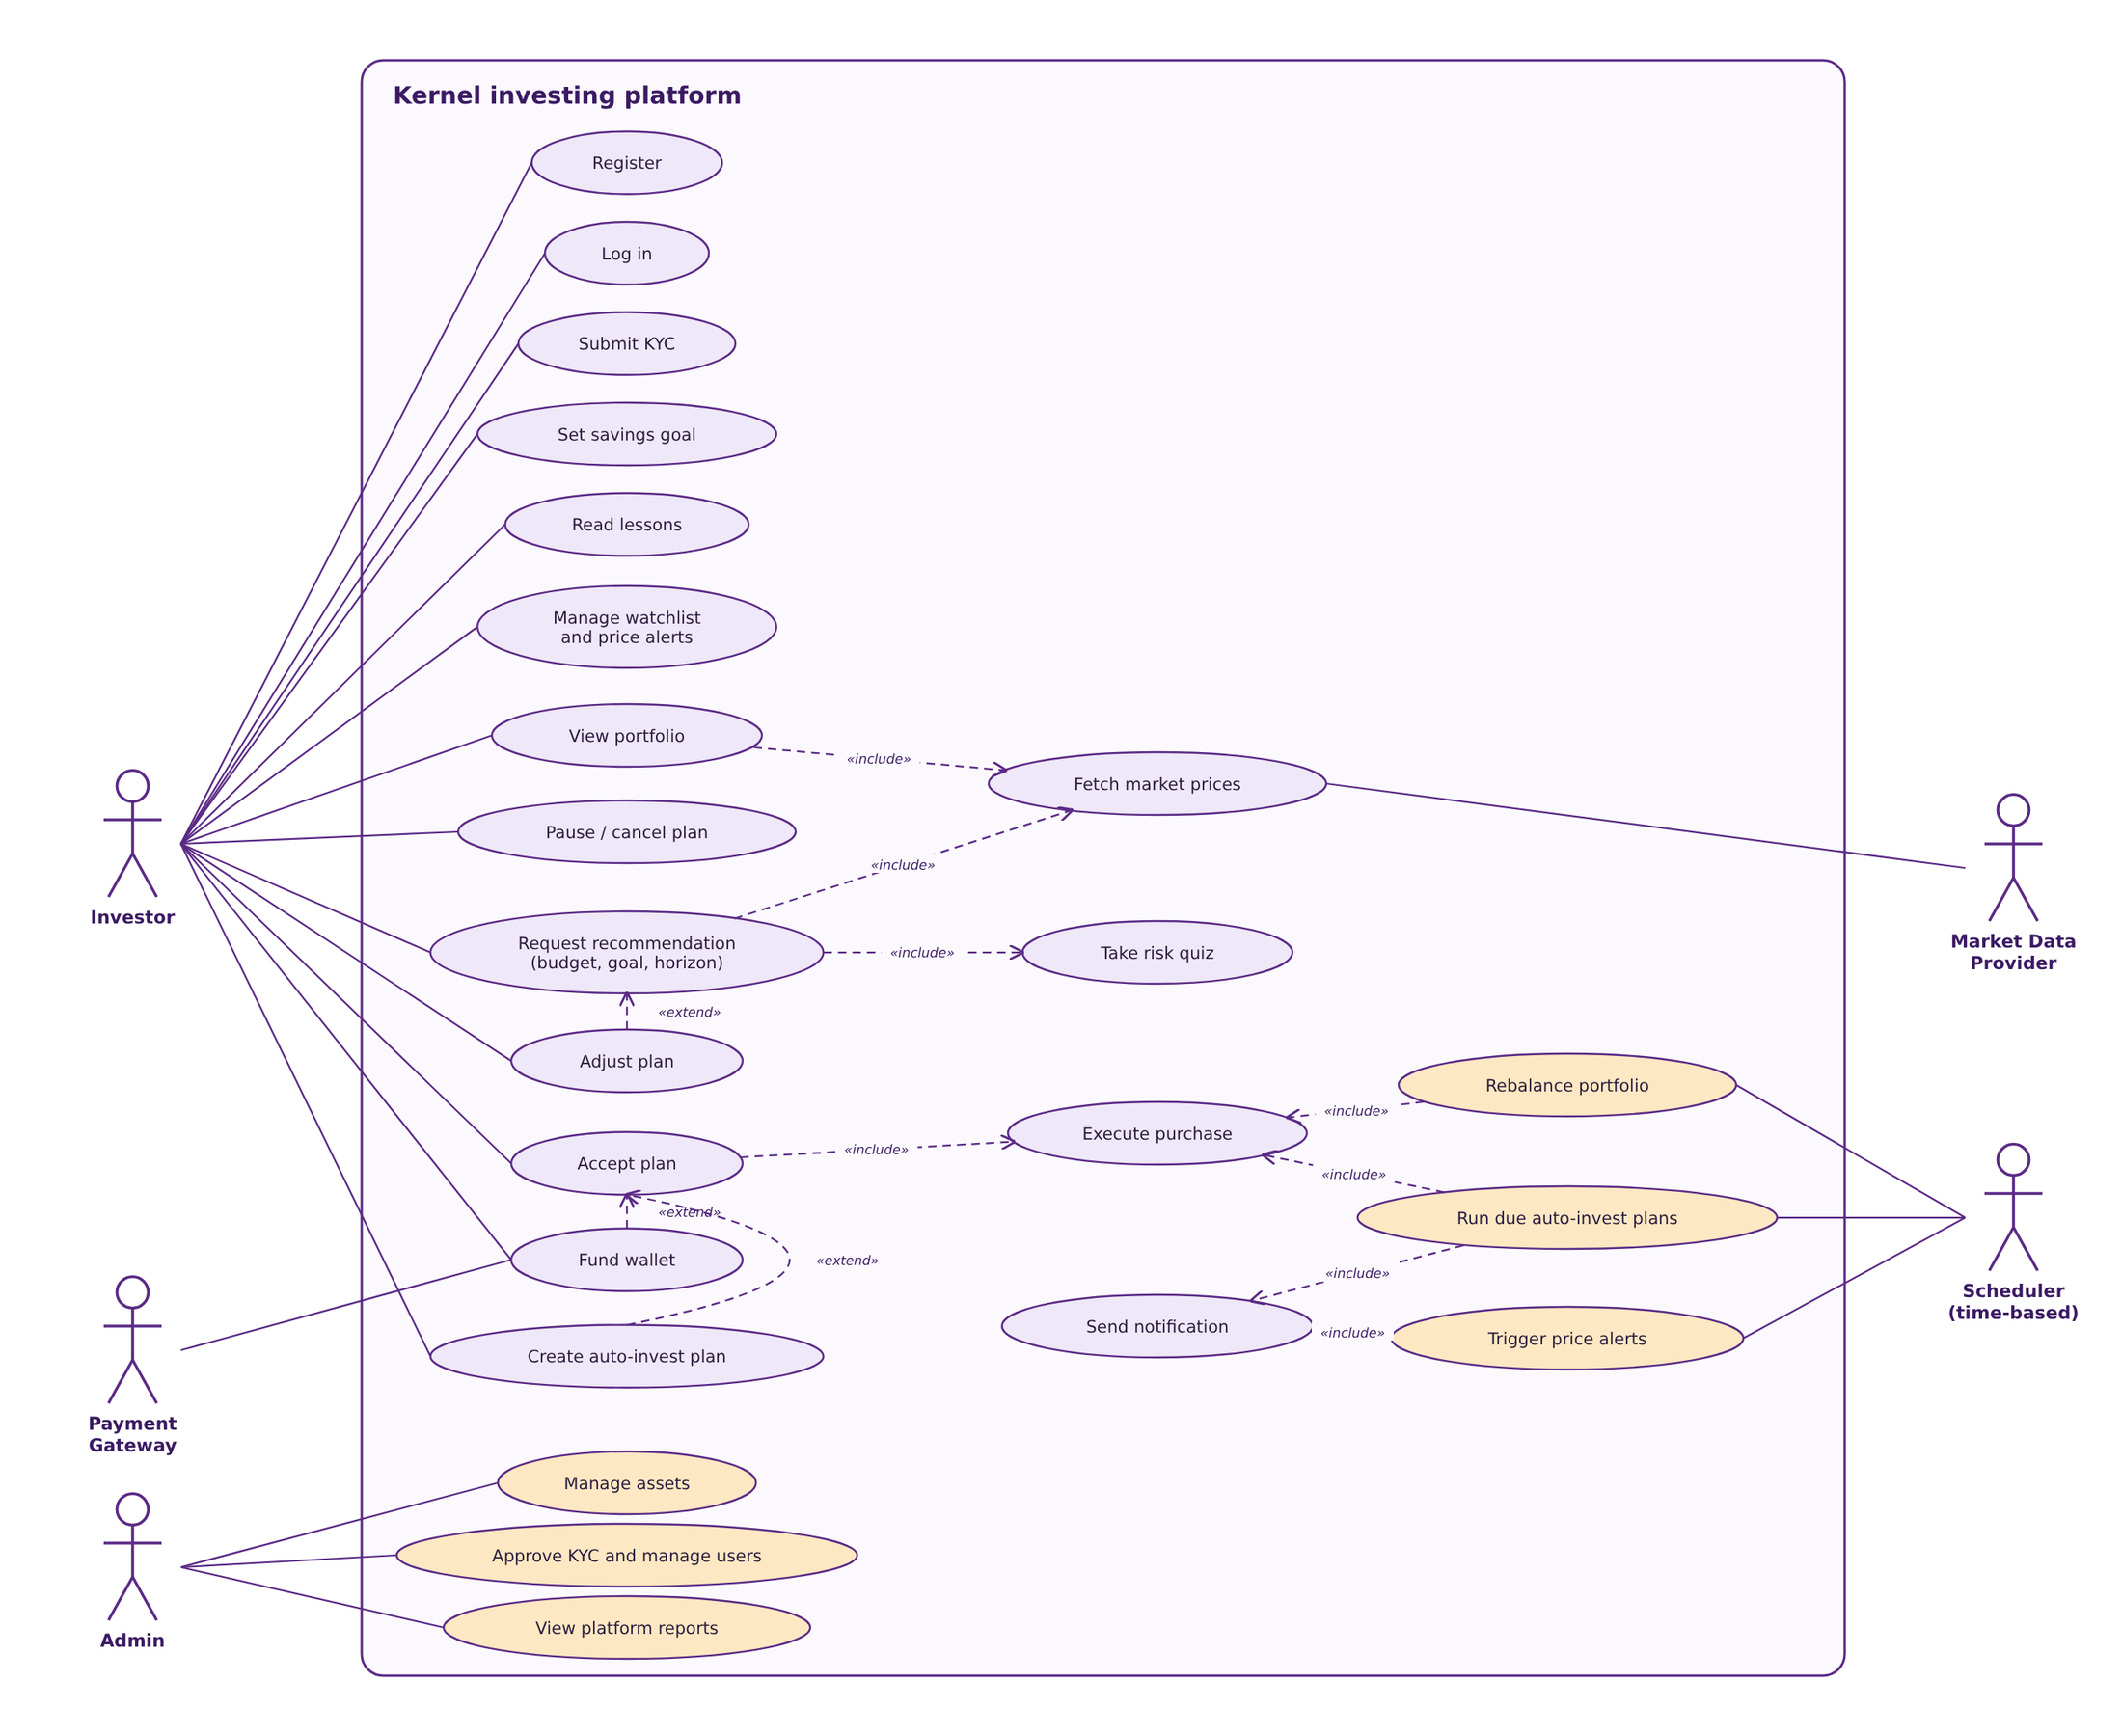 Kernel investing platform
Register
Log in
Submit KYC
Set savings goal
Read lessons
Manage watchlist
and price alerts
View portfolio
«include»
Fetch market prices
Pause / cancel plan
«include»
Investor
Market Data
Provider
Request recommendation
(budget, goal, horizon)
«include»
Take risk quiz
«extend»
Adjust plan
Rebalance portfolio
«include»
Execute purchase
Accept plan
«include»
«include»
«extend»
Run due auto-invest plans
Fund wallet
«extend»
«include»
Scheduler
(time-based)
Send notification
«include»
Trigger price alerts
Create auto-invest plan
Payment
Gateway
Manage assets
Approve KYC and manage users
View platform reports
Admin